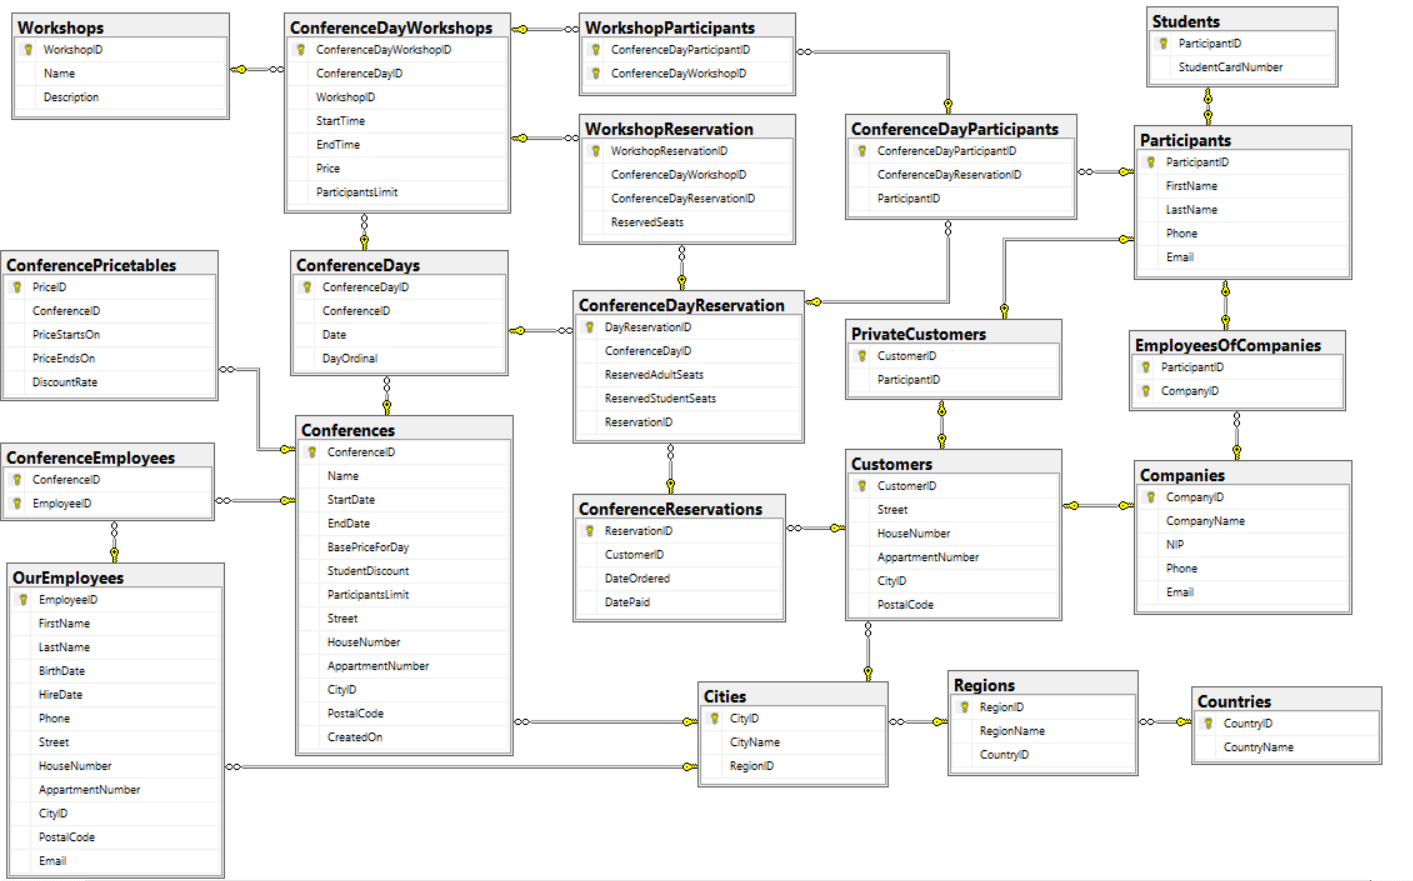 Workshops
WorkshopID
Name
Description
ConferenceDayWorkshops
ConferenceDayWorkshopID
ConferenceDayID
WorkshopID
StartTime
EndTime
Price
ParticipantsLimit
WorkshopParticipants
ConferenceDayParticipantID
ConferenceDayWorkshopID
Students
ParticipantID
StudentCardNumber
WorkshopReservation
WorkshopReservationID
ConferenceDayWorkshopID
ConferenceDayReservationID
ReservedSeats
ConferenceDayParticipants
ConferenceDayParticipantID
ConferenceDayReservationID
ParticipantID
Participants
ParticipantID
FirstName
LastName
Phone
Email
ConferencePricetables
PriceID
ConferenceID
PriceStartsOn
PriceEndsOn
DiscountRate
ConferenceDays
ConferenceDayID
ConferenceID
Date
DayOrdinal
ConferenceDayReservation
DayReservationID
ConferenceDayID
ReservedAdultSeats
ReservedStudentSeats
ReservationID
PrivateCustomers
CustomerID
ParticipantID
EmployeesOfCompanies
ParticipantID
CompanyID
ConferenceEmployees
ConferenceID
EmployeeID
Conferences
ConferenceID
Name
StartDate
EndDate
BasePriceForDay
StudentDiscount
ParticipantsLimit
Street
HouseNumber
AppartmentNumber
CityID
PostalCode
CreatedOn
ConferenceReservations
ReservationID
CustomerID
DateOrdered
DatePaid
Customers
CustomerID
Street
HouseNumber
AppartmentNumber
CityID
PostalCode
Companies
CompanyID
CompanyName
NIP
Phone
Email
OurEmployees
EmployeeID
FirstName
LastName
BirthDate
HireDate
Phone
Street
HouseNumber
AppartmentNumber
CityID
PostalCode
Email
Cities
CityID
CityName
RegionID
Regions
RegionID
RegionName
CountryID
Countries
CountryID
CountryName